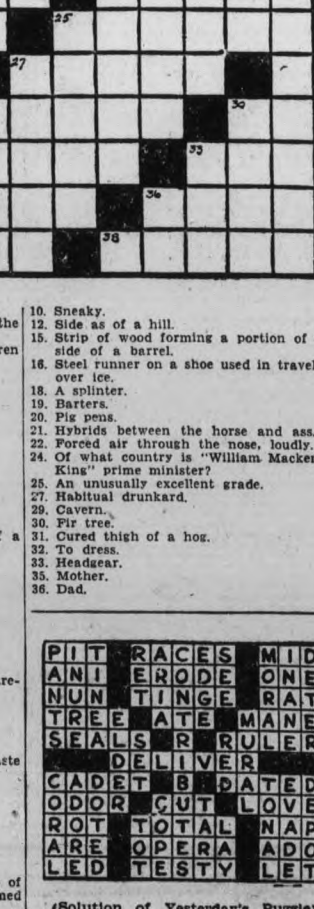 25
27
30
33
36
38
the
ren
f a
re-
ste
of
ned
10. Sneaky.
12. Side as of a hill.
15. Strip of wood forming a portion of
side of a barrel.
16. Steel runner on a shoe used in travel
over ice.
18. A splinter.
19. Barters.
20. Pig pens.
21. Hybrids between the horse and ass.
22. Forced air through the nose, loudly.
24. Of what country is "William Macken
King" prime minister?
25. An unusually excellent grade.
27. Habitual drunkard.
29. Cavern.
30. Fir tree.
31. Cured thigh of a hog.
32. To dress.
33. Headgear.
35. Mother.
36. Dad.
PIT RACES MID
ANI ERODE ONE
NUN TINGE RAT
TREE ATE MANE
SEALS R RULER
DELIVER
CADET B DATED
ODOR CUT LOVE
ROT TOTAL NAP
ARE OPERA ADO
LED TESTY LET
(Solution of Yesterday's Puzzle)